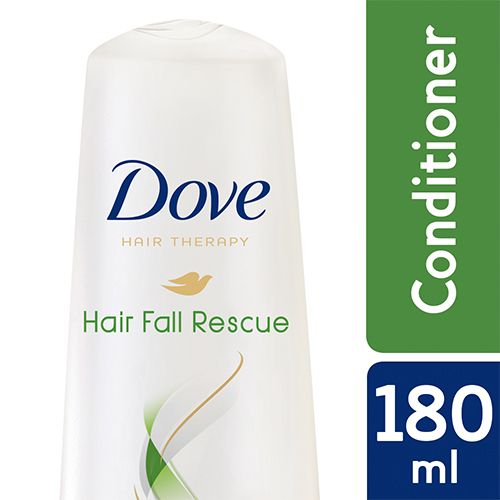 Dove
HAIR THERAPY
Hair Fall Rescue
Conditioner
180
ml